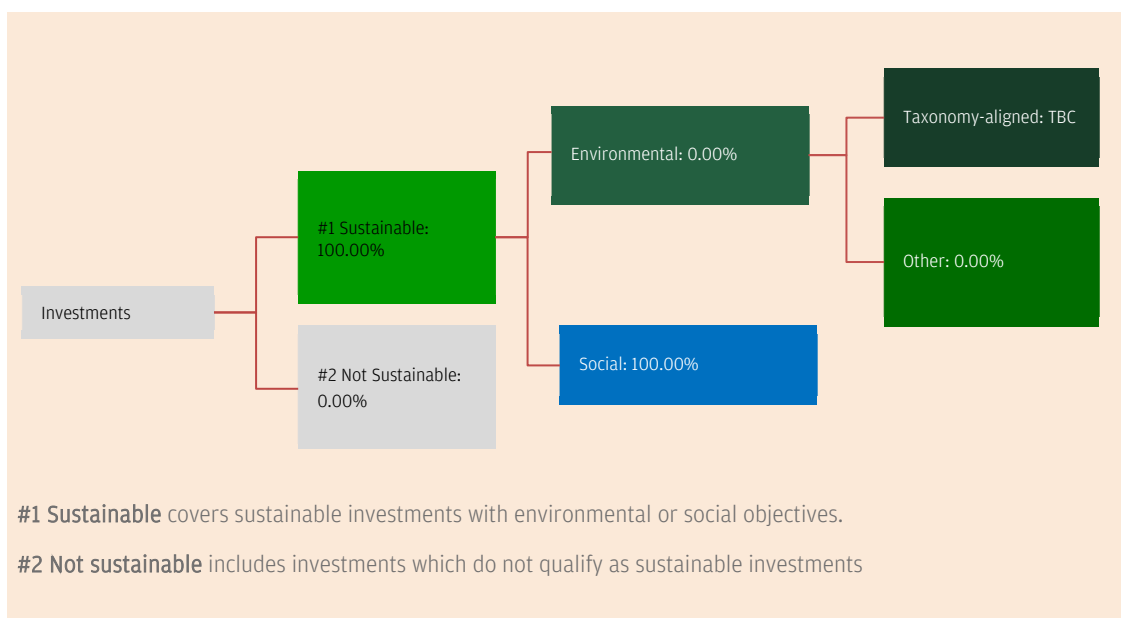 Taxonomy-aligned: TBC
Environmental: 0.00%
#1 Sustainable:
100.00%
Other: 0.00%
Investments
Social: 100.00%
#2 Not Sustainable:
0.00%
#1 Sustainable covers sustainable investments with environmental or social objectives.
#2 Not sustainable includes investments which do not qualify as sustainable investments